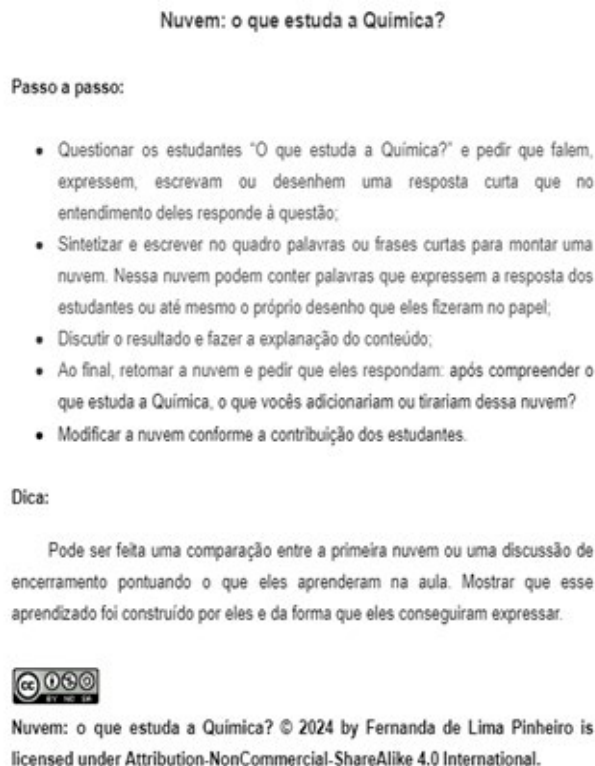 Nuvem: o que estuda a Química?
Passo a passo:
• Questionar os estudantes "O que estuda a Química?" e pedir que falem,
expressem, escrevam ou desenhem uma resposta curta que no
entendimento deles responde à questão;
• Sintetizar e escrever no quadro palavras ou frases curtas para montar uma
nuvem. Nessa nuvem podem conter palavras que expressem a resposta dos
estudantes ou até mesmo o próprio desenho que eles fizeram no papel;
• Discutir o resultado e fazer a explanação do conteúdo;
• Ao final, retomar a nuvem e pedir que eles respondam: após compreender o
que estuda a Química, o que vocês adicionariam ou tirariam dessa nuvem?
• Modificar a nuvem conforme a contribuição dos estudantes.
Dica:
Pode ser feita uma comparação entre a primeira nuvem ou uma discussão de
encerramento pontuando o que eles aprenderam na aula. Mostrar que esse
aprendizado foi construído por eles e da forma que eles conseguiram expressar.
cc
BY NC SA
Nuvem: o que estuda a Química? © 2024 by Fernanda de Lima Pinheiro is
licensed under Attribution-NonCommercial-ShareAlike 4.0 International.